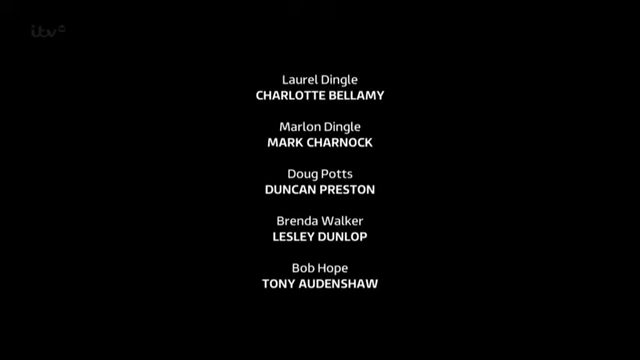 itv
Laurel Dingle
CHARLOTTE BELLAMY
Marlon Dingle
MARK CHARNOCK
Doug Potts
DUNCAN PRESTON
Brenda Walker
LESLEY DUNLOP
Bob Hope
TONY AUDENSHAW